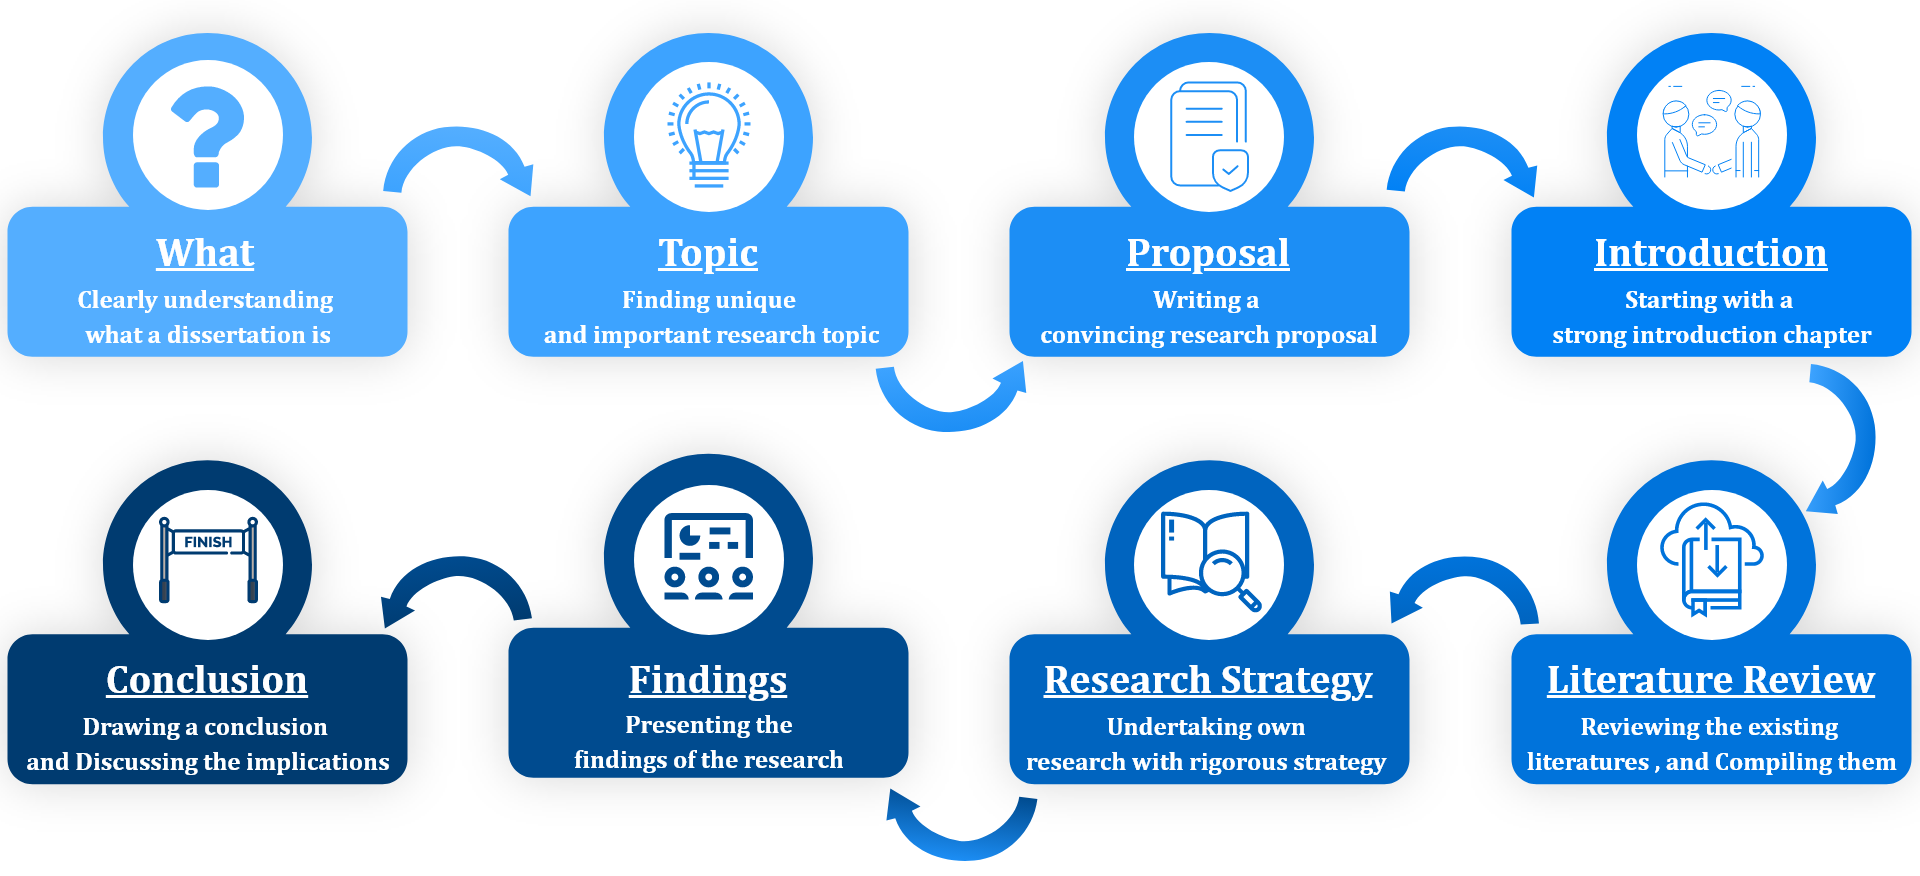 What
Clearly understanding
what a dissertation is
Topic
Finding unique
and important research topic
Proposal
Writing a
convincing research proposal
Introduction
Starting with a
strong introduction chapter
Literature Review
Reviewing the existing
literatures , and Compiling them
Research Strategy
Undertaking own
research with rigorous strategy
Findings
Presenting the
findings of the research
FINISH
Conclusion
Drawing a conclusion
and Discussing the implications